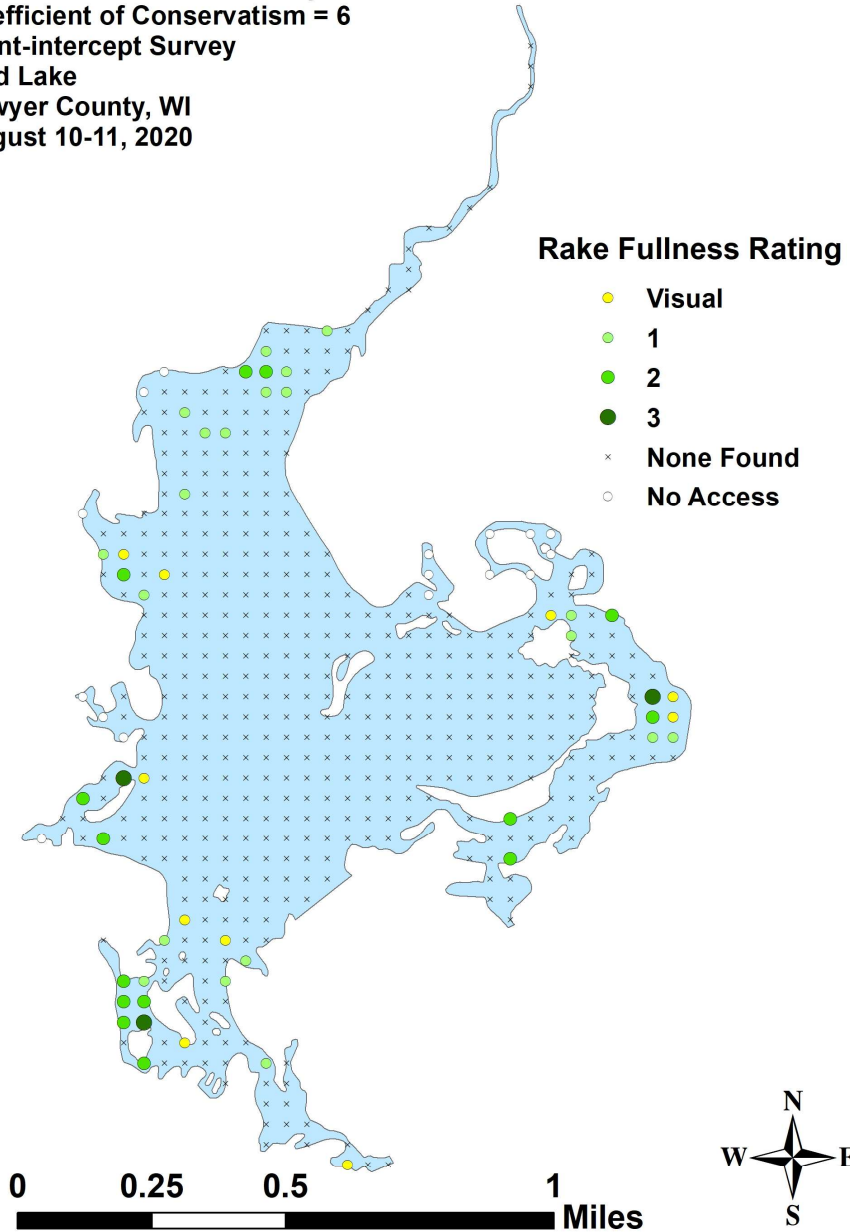 efficient of Conservatism = 6
nt-intercept Survey
d Lake
wyer County, WI
gust 10-11, 2020
Rake Fullness Rating
Visual
1
2
3
None Found
No Access
N
W E
S
0 0.25 0.5 1
Miles